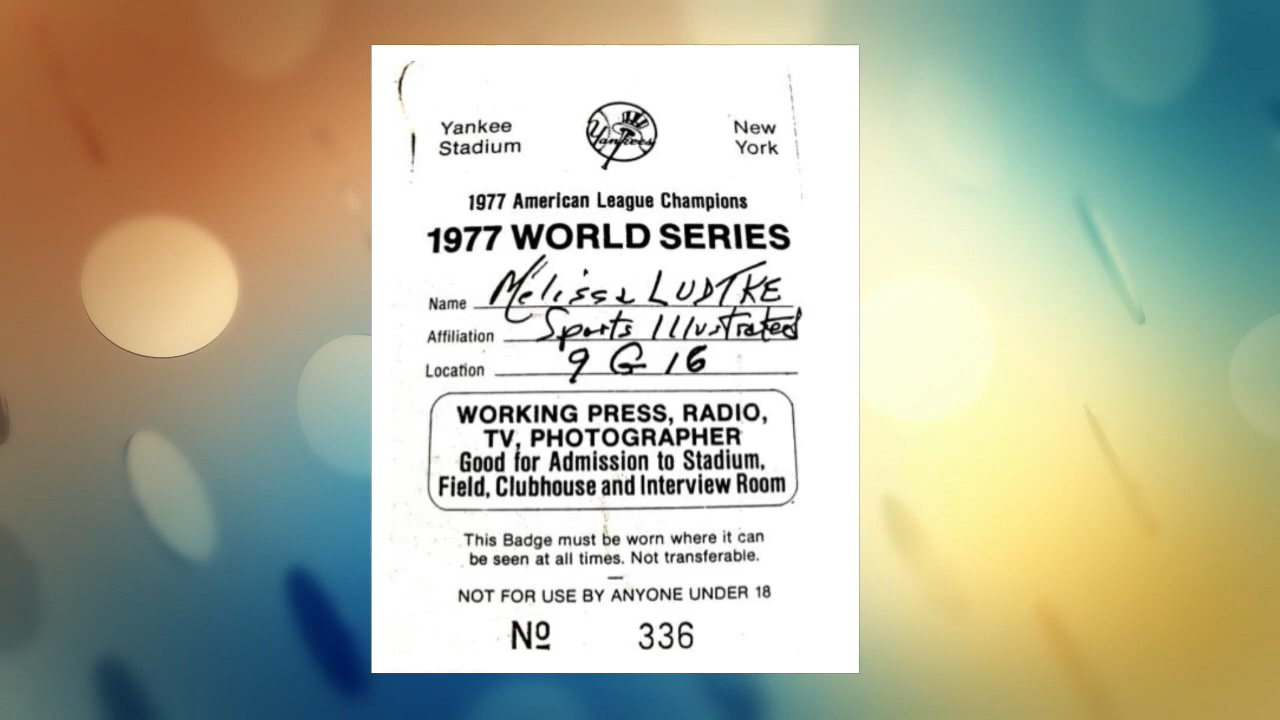 Yankee Stadium
Yankees
New York
1977 American League Champions
1977 WORLD SERIES
Name Melissa LUDTKE
Affiliation Sports Illustrated
Location 9 G 16
WORKING PRESS, RADIO,
TV, PHOTOGRAPHER
Good for Admission to Stadium,
Field, Clubhouse and Interview Room
This Badge must be worn where it can
be seen at all times. Not transferable.
NOT FOR USE BY ANYONE UNDER 18
Nº 336